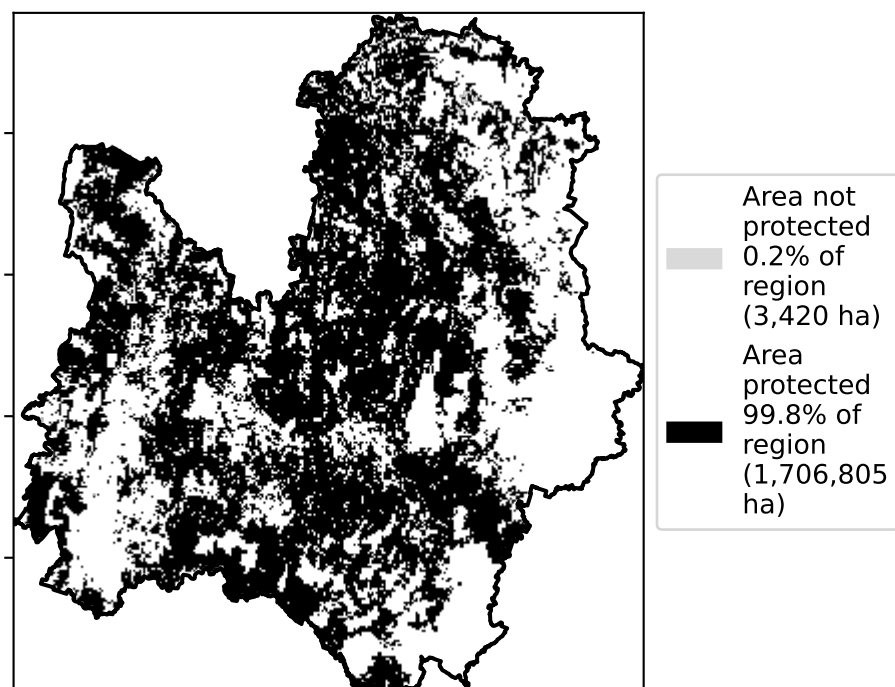 Area not
protected
0.2% of
region
(3,420 ha)
Area
protected
99.8% of
region
(1,706,805
ha)